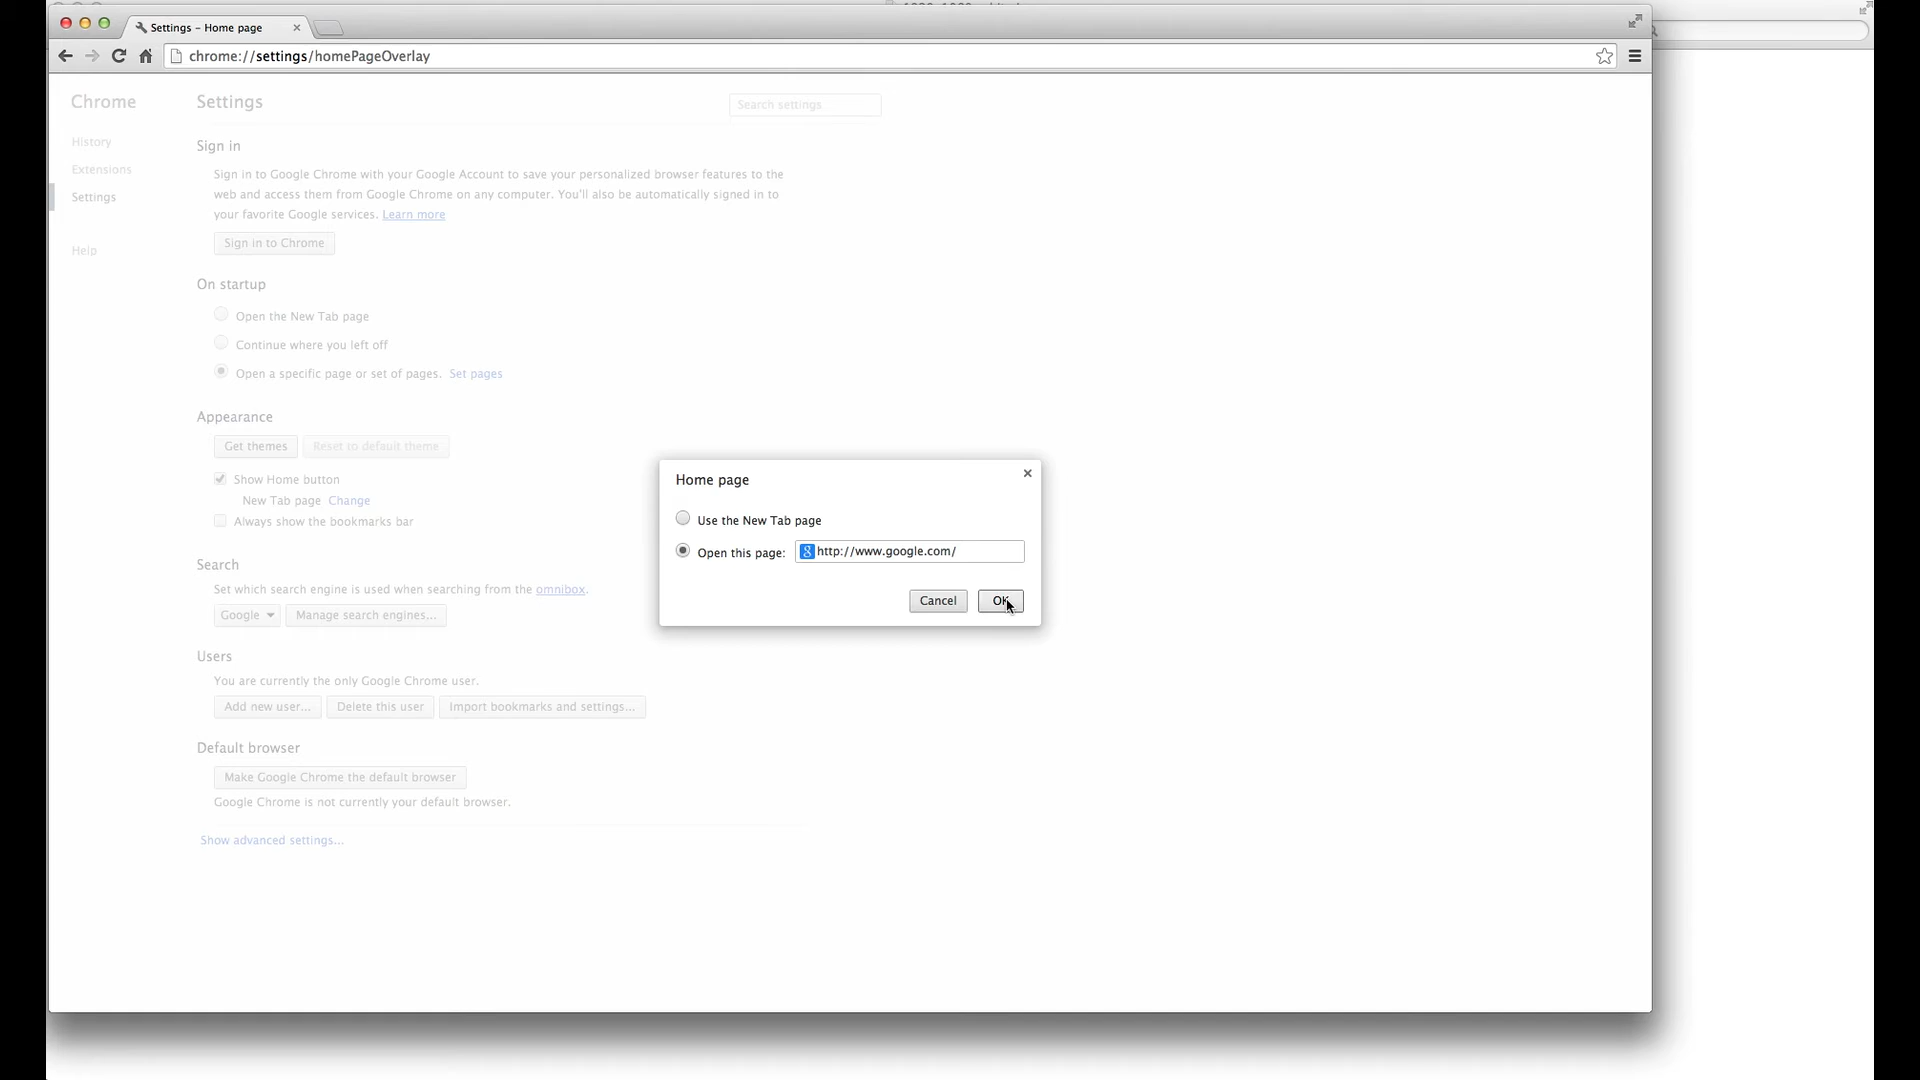 Settings – Home page
chrome://settings/homePageOverlay
Chrome
Settings
Search settings
History
Extensions
Settings
Help
Sign in
Sign in to Google Chrome with your Google Account to save your personalized browser features to the
web and access them from Google Chrome on any computer. You'll also be automatically signed in to
your favorite Google services. Learn more
Sign in to Chrome
On startup
Open the New Tab page
Continue where you left off
Open a specific page or set of pages. Set pages
Appearance
Get themes
Reset to default theme
Show Home button
New Tab page Change
Always show the bookmarks bar
Home page
Use the New Tab page
Open this page:
8 http://www.google.com/
Cancel
OK
Search
Set which search engine is used when searching from the omnibox.
Google
Manage search engines...
Users
You are currently the only Google Chrome user.
Add new user...
Delete this user
Import bookmarks and settings...
Default browser
Make Google Chrome the default browser
Google Chrome is not currently your default browser.
Show advanced settings...